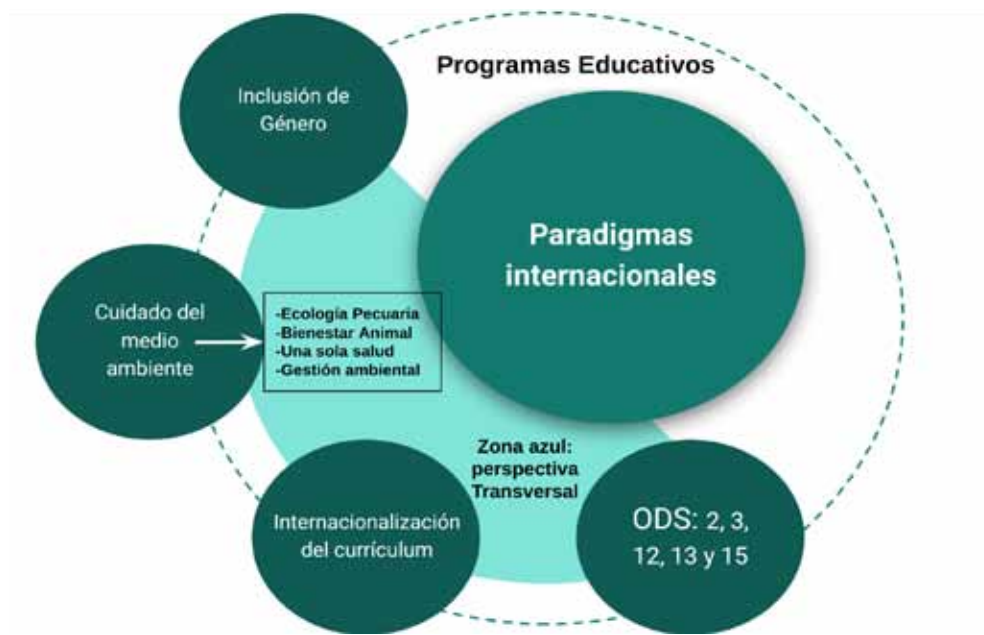 Programas Educativos
Inclusión de
Género
Paradigmas
internacionales
Cuidado del
medio
ambiente
-Ecología Pecuaria
-Bienestar Animal
-Una sola salud
-Gestión ambiental
Zona azul:
perspectiva
Transversal
Internacionalización
del currículum
ODS: 2, 3,
12, 13 y 15